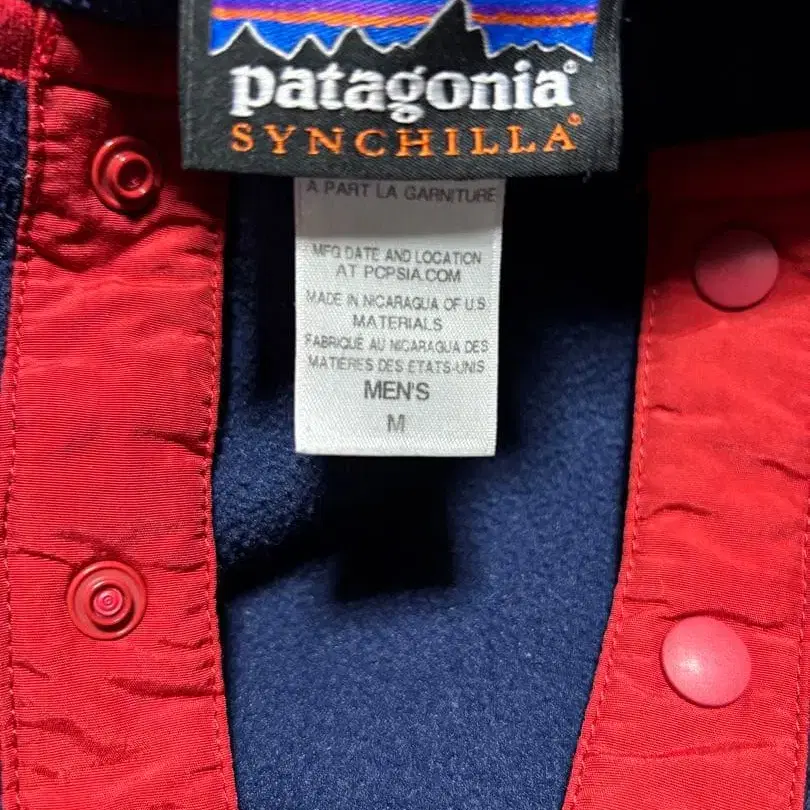 patagonia®
SYNCHILLA®
À PART LA GARNITURE
MFG DATE AND LOCATION
AT PCPSIA.COM
MADE IN NICARAGUA OF U.S
MATERIALS
FABRIQUÉ AU NICARAGUA DES
MATIÈRES DES ÉTATS-UNIS
MEN'S
M